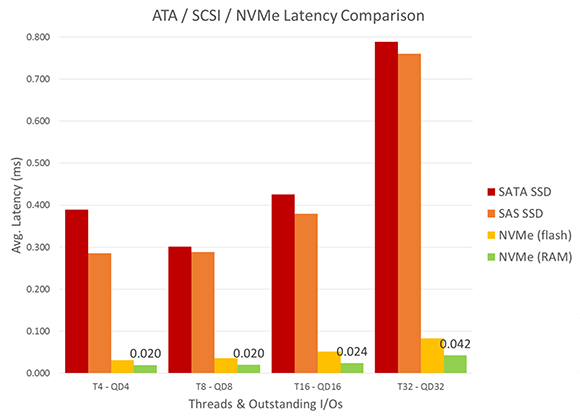 ATA / SCSI / NVMe Latency Comparison
Avg. Latency (ms)
0.800
0.700
0.600
0.500
0.400
0.300
0.200
0.100
0.000
0.020
0.020
0.024
0.042
T4 - QD4
T8 - QD8
T16 - QD16
T32 - QD32
Threads & Outstanding I/Os
SATA SSD
SAS SSD
NVMe (flash)
NVMe (RAM)